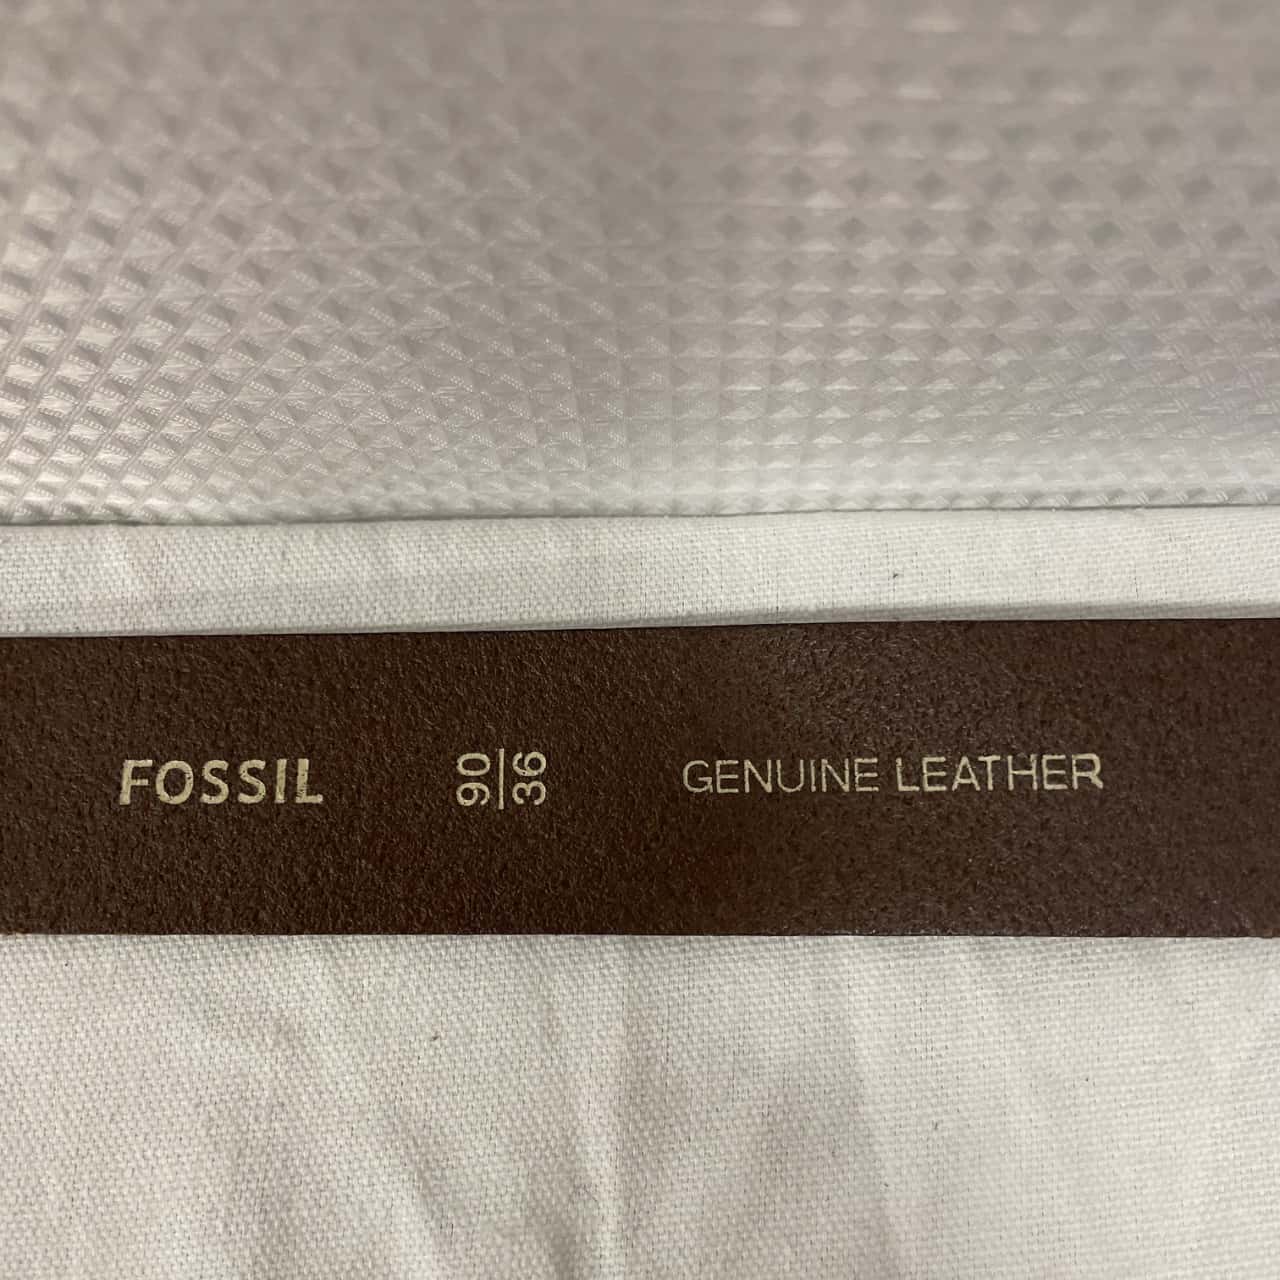 FOSSIL
90
36
GENUINE LEATHER